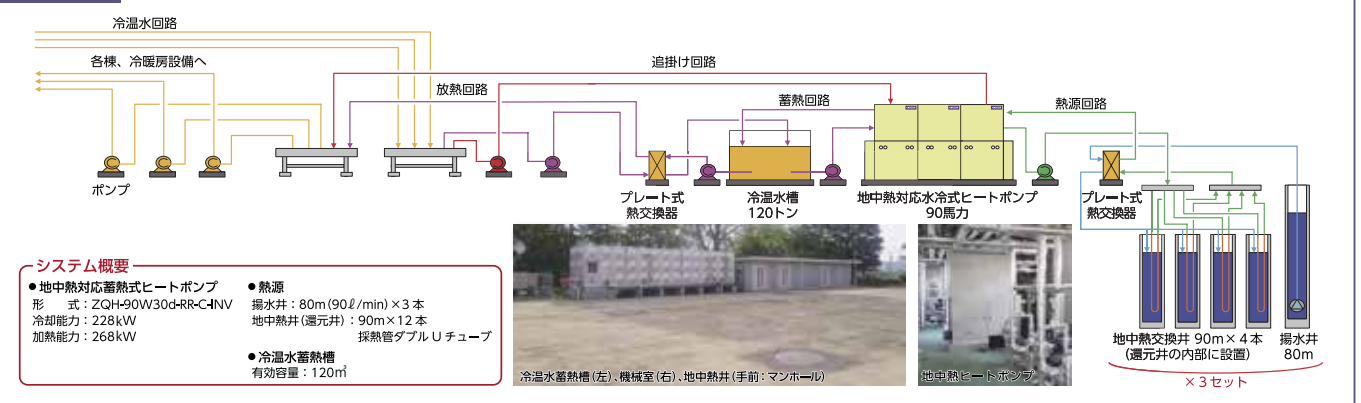 冷温水回路
各棟、冷暖房設備へ
追掛け回路
放熱回路
蓄熱回路
熱源回路
ポンプ
プレート式
熱交換器
冷温水槽
120トン
地中熱対応水冷式ヒートポンプ
90馬力
プレート式
熱交換器
地中熱交換井 90m×4本
(還元井の内部に設置)
揚水井
80m
×3セット
システム概要
●地中熱対応蓄熱式ヒートポンプ
形　式:ZQH-90W30d-RR-C-INV
冷却能力:228kW
加熱能力:268kW
●熱源
揚水井:80m(90ℓ/min)×3本
地中熱井(還元井):90m×12本
採熱管ダブルUチューブ
●冷温水蓄熱槽
有効容量:120㎥
冷温水蓄熱槽(左)、機械室(右)、地中熱井(手前:マンホール)
地中熱ヒートポンプ